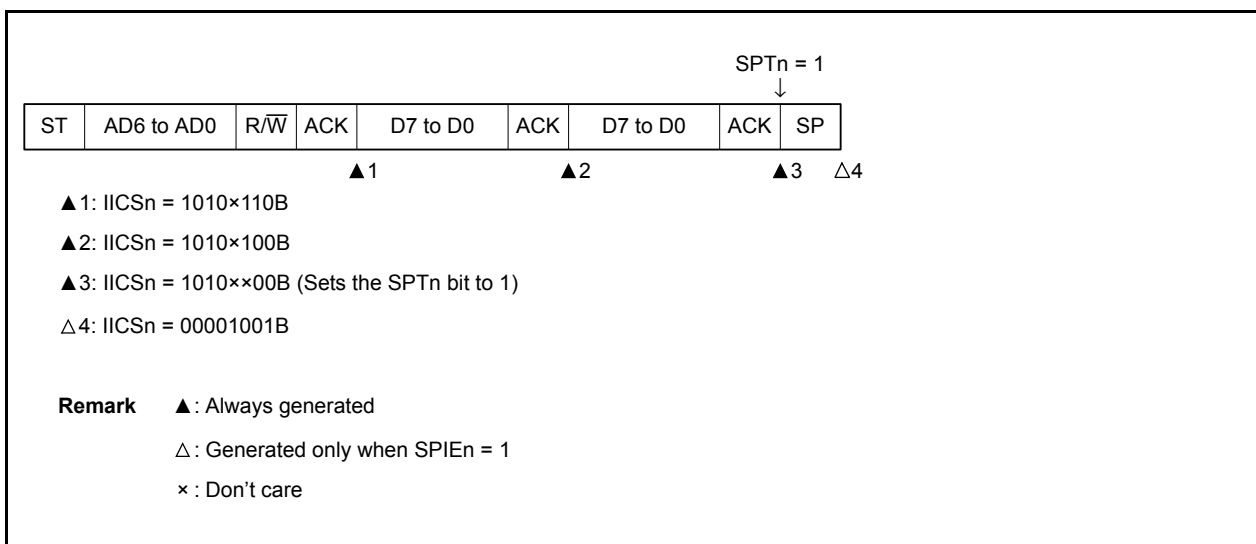 SPTn = 1
↓
ST AD6 to AD0 R/W̅ ACK D7 to D0 ACK D7 to D0 ACK SP
▲1 ▲2 ▲3 △4
▲1: IICSn = 1010×110B
▲2: IICSn = 1010×100B
▲3: IICSn = 1010××00B (Sets the SPTn bit to 1)
△4: IICSn = 00001001B
Remark ▲: Always generated
△: Generated only when SPIEn = 1
× : Don’t care